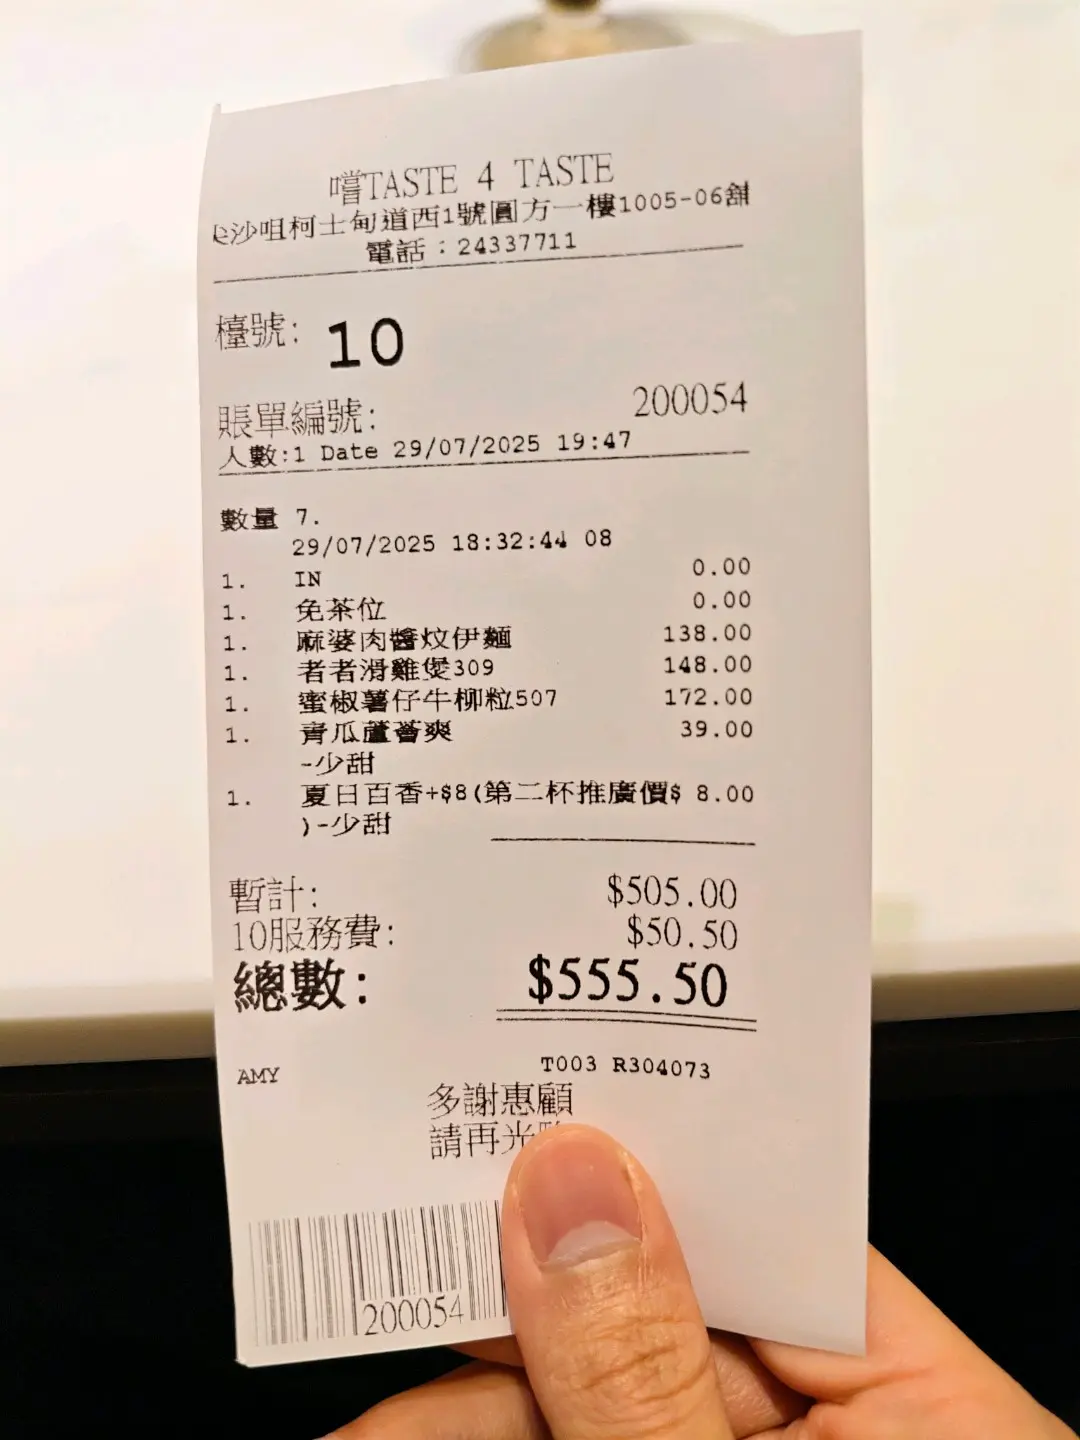 嚐TASTE 4 TASTE
沙咀柯士甸道西1號圓方一樓1005-06舖
電話：24337711
檯號： 10
賬單編號： 200054
人數:1 Date 29/07/2025 19:47
數量 7.
29/07/2025 18:32:44 08
1. IN 0.00
1. 免茶位 0.00
1. 麻婆肉醬炆伊麵 138.00
1. 者者滑雞煲309 148.00
1. 蜜椒薯仔牛柳粒507 172.00
1. 青瓜蘆薈爽 39.00
-少甜
1. 夏日百香+$8(第二杯推廣價$ 8.00
)-少甜
暫計： $505.00
10服務費： $50.50
總數： $555.50
AMY T003 R304073
多謝惠顧
請再光
200054